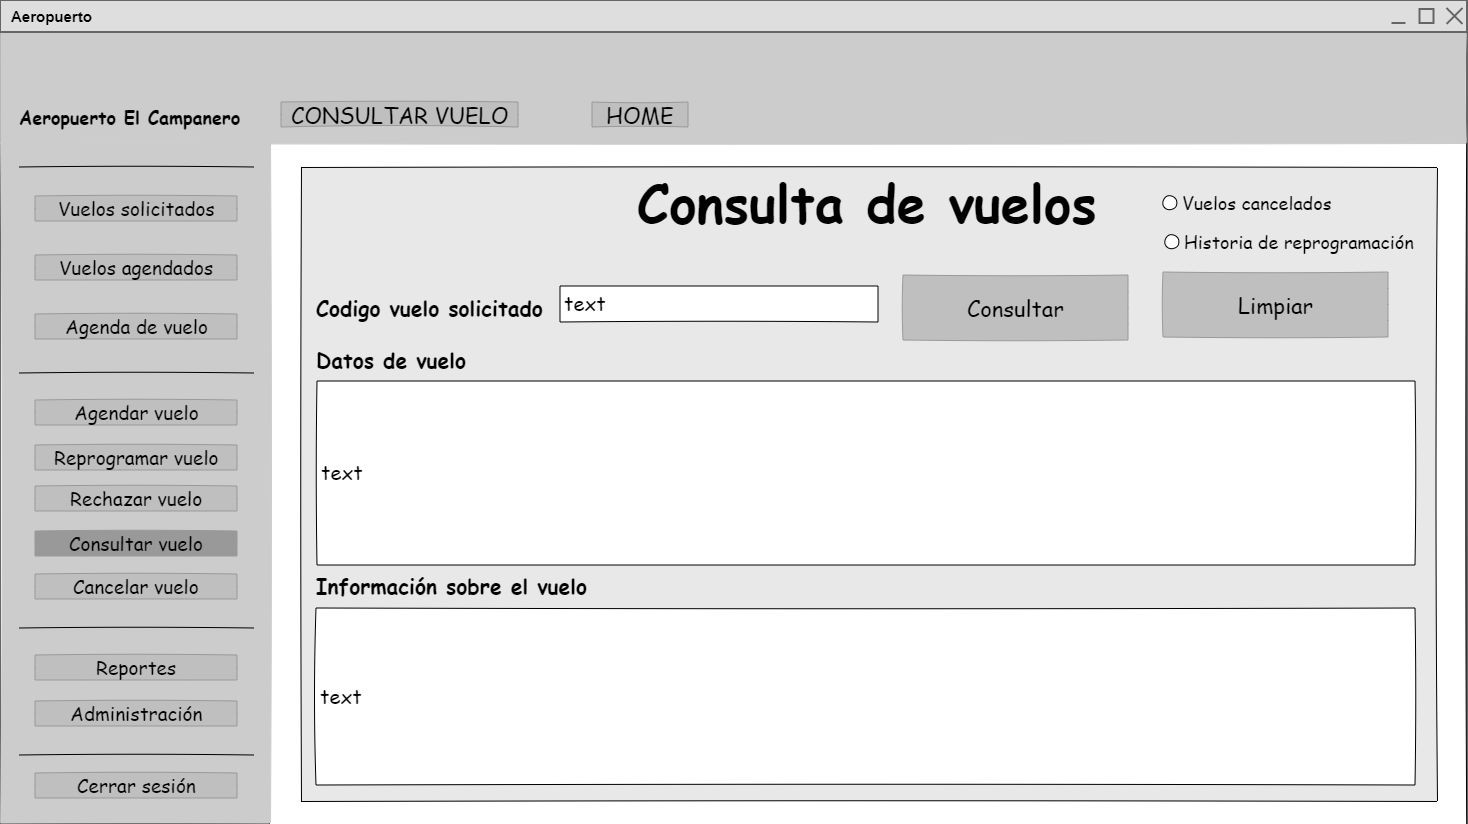 Aeropuerto
Aeropuerto El Campanero
CONSULTAR VUELO
HOME
Vuelos solicitados
Vuelos agendados
Agenda de vuelo
Agendar vuelo
Reprogramar vuelo
Rechazar vuelo
Consultar vuelo
Cancelar vuelo
Reportes
Administración
Cerrar sesión
Consulta de vuelos
Vuelos cancelados
Historia de reprogramación
Codigo vuelo solicitado
text
Consultar
Limpiar
Datos de vuelo
text
Información sobre el vuelo
text